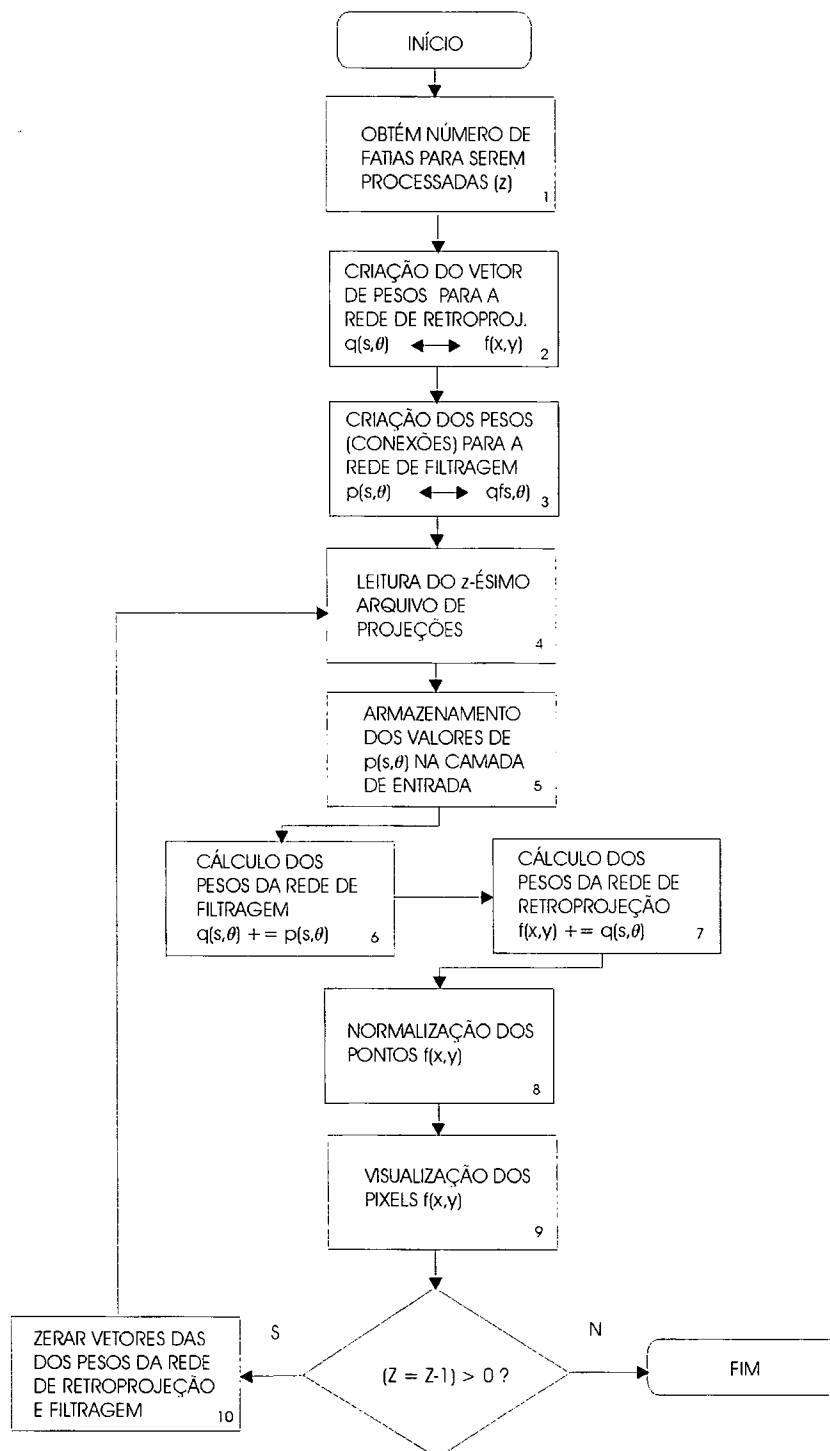 INÍCIO
OBTÉM NÚMERO DE
FATIAS PARA SEREM
PROCESSADAS (z)
1
CRIAÇÃO DO VETOR
DE PESOS PARA A
REDE DE RETROPROJ.
q(s,θ) ↔ f(x,y)
2
CRIAÇÃO DOS PESOS
(CONEXÕES) PARA A
REDE DE FILTRAGEM
p(s,θ) ↔ qfs,θ)
3
LEITURA DO z-ÉSIMO
ARQUIVO DE
PROJEÇÕES
4
ARMAZENAMENTO
DOS VALORES DE
p(s,θ) NA CAMADA
DE ENTRADA
5
CÁLCULO DOS
PESOS DA REDE DE
FILTRAGEM
q(s,θ) += p(s,θ)
6
CÁLCULO DOS
PESOS DA REDE DE
RETROPROJEÇÃO
f(x,y) += q(s,θ)
7
NORMALIZAÇÃO DOS
PONTOS f(x,y)
8
VISUALIZAÇÃO DOS
PIXELS f(x,y)
9
(Z = Z-1) > 0 ?
S
N
ZERAR VETORES DAS
DOS PESOS DA REDE
DE RETROPROJEÇÃO
E FILTRAGEM
10
FIM